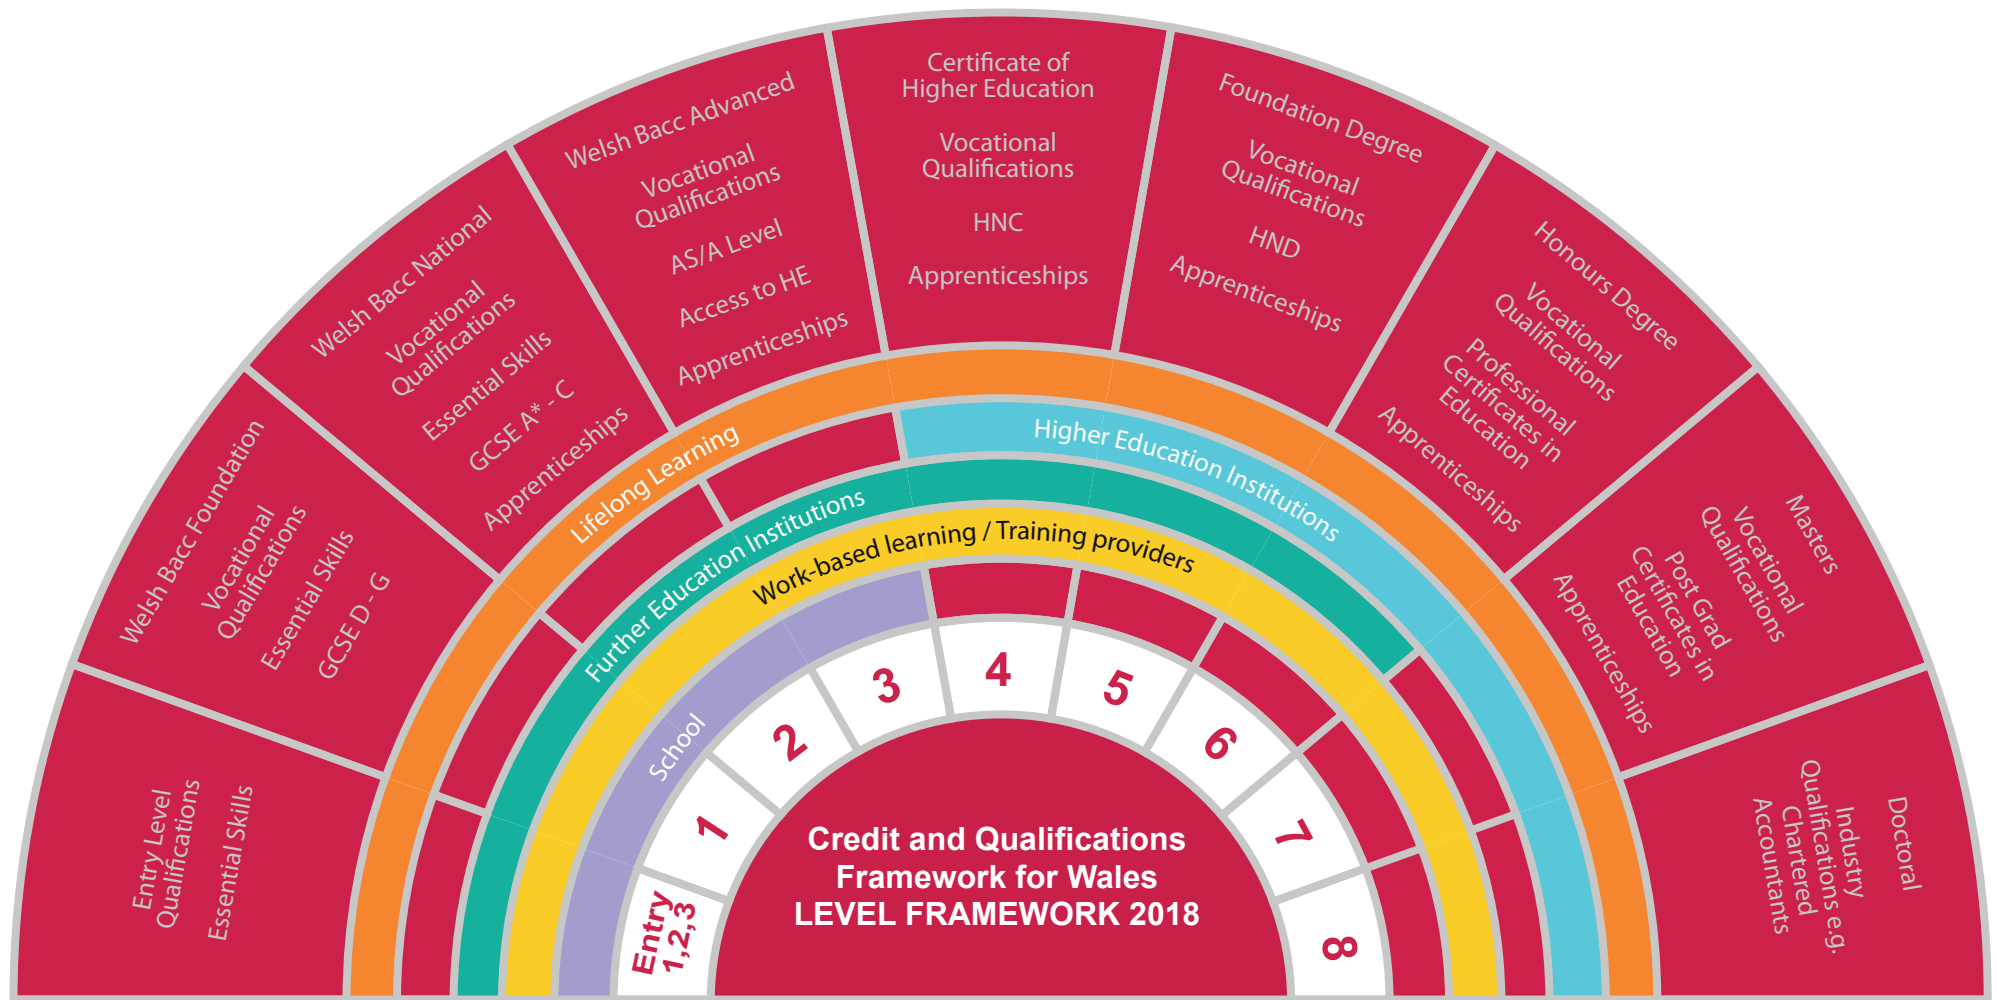 Entry Level
Qualifications
Essential Skills
Welsh Bacc Foundation
Vocational
Qualifications
Essential Skills
GCSE D - G
Welsh Bacc National
Vocational
Qualifications
Essential Skills
GCSE A* - C
Apprenticeships
Welsh Bacc Advanced
Vocational
Qualifications
AS/A Level
Access to HE
Apprenticeships
Certificate of
Higher Education
Vocational
Qualifications
HNC
Apprenticeships
Foundation Degree
Vocational
Qualifications
HND
Apprenticeships
Honours Degree
Vocational
Qualifications
Professional
Certificates in
Education
Apprenticeships
Masters
Vocational
Qualifications
Post Grad
Certificates in
Education
Apprenticeships
Doctoral
Industry
Qualifications e.g.
Chartered
Accountants
Lifelong Learning
Higher Education Institutions
Further Education Institutions
Work-based learning / Training providers
School
Entry
1,2,3
1
2
3
4
5
6
7
8
Credit and Qualifications
Framework for Wales
LEVEL FRAMEWORK 2018